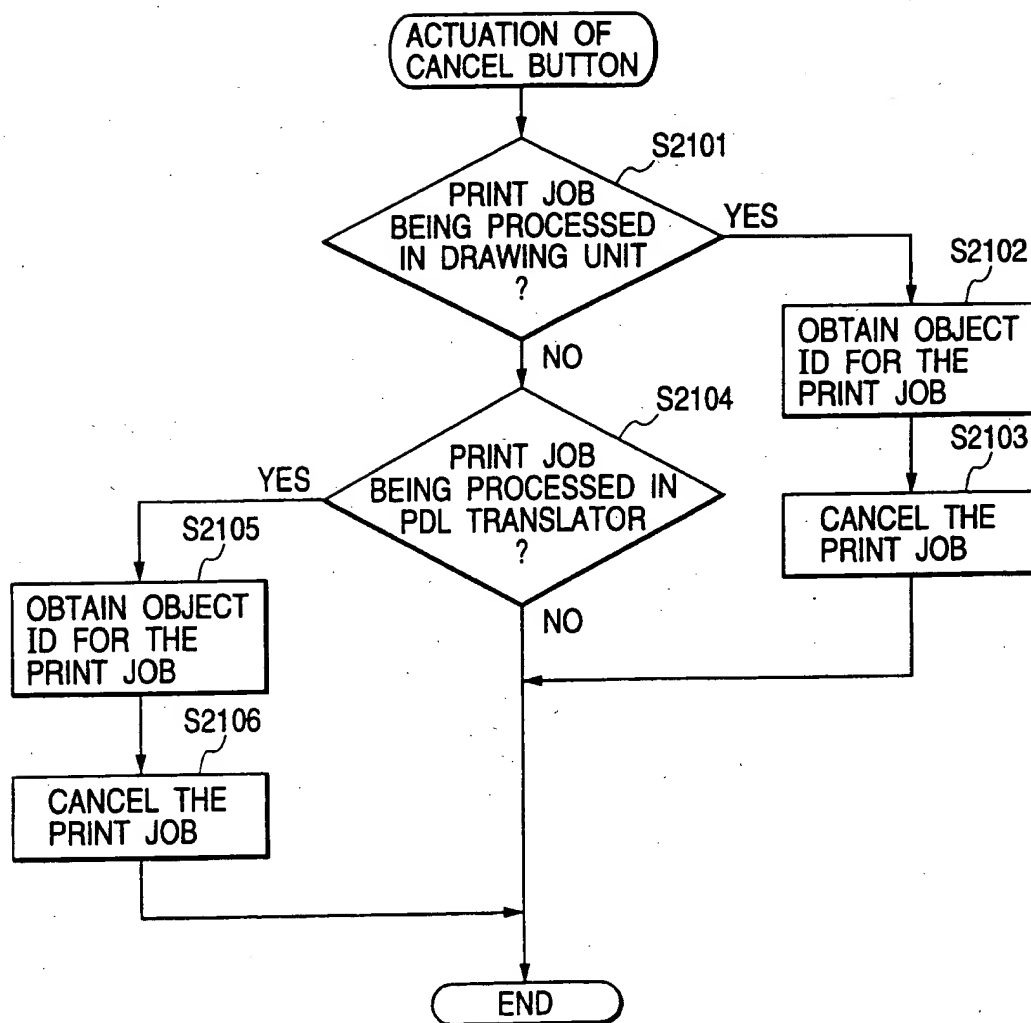 ACTUATION OF
CANCEL BUTTON
S2101
PRINT JOB
BEING PROCESSED
IN DRAWING UNIT
?
YES
S2102
OBTAIN OBJECT
ID FOR THE
PRINT JOB
NO
S2104
S2103
PRINT JOB
BEING PROCESSED IN
PDL TRANSLATOR
?
YES
CANCEL THE
PRINT JOB
S2105
OBTAIN OBJECT
ID FOR THE
PRINT JOB
NO
S2106
CANCEL THE
PRINT JOB
END